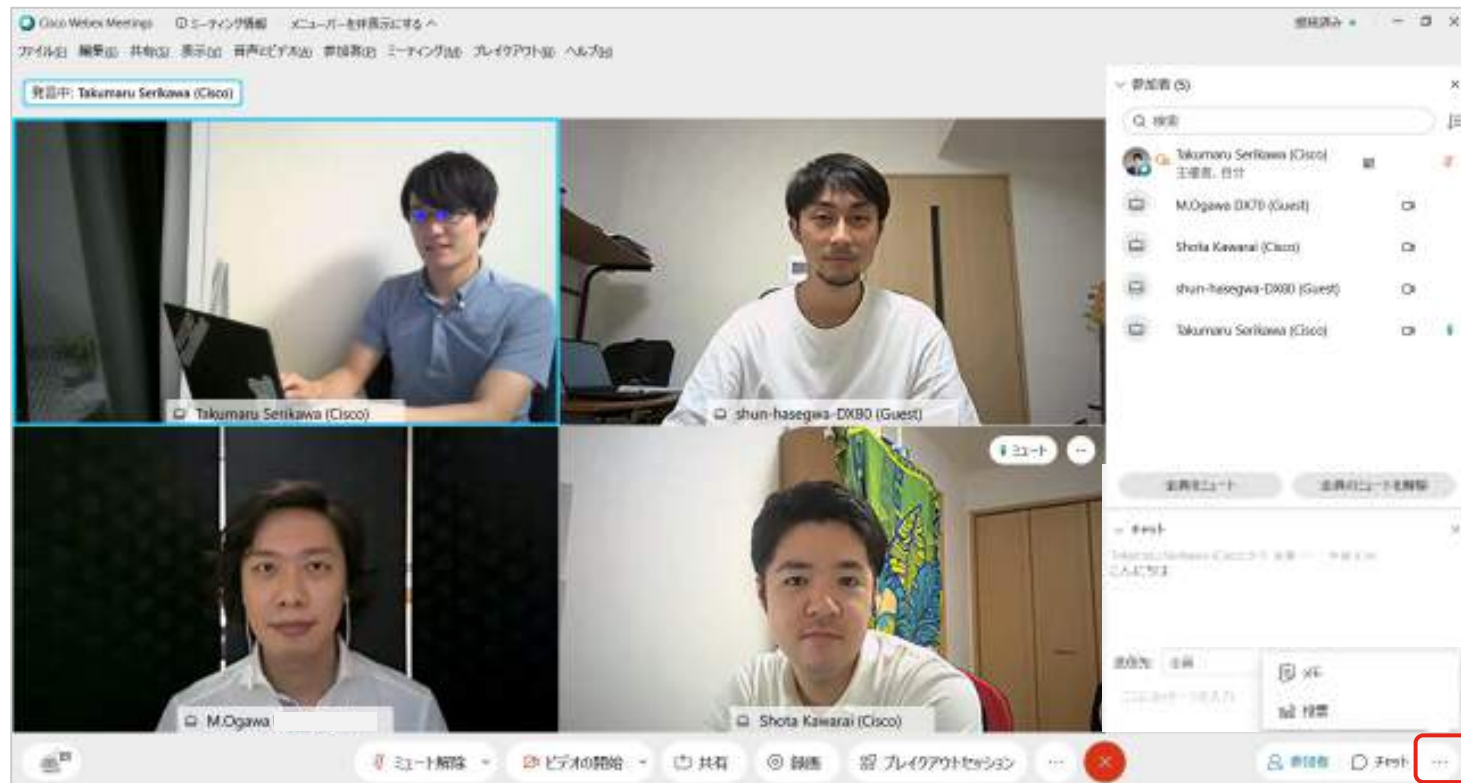 Cisco Webex Meetings ミーティング情報 メニューバーを非表示にする 接続済み
ファイル(F) 編集(E) 共有(S) 表示(V) 音声とビデオ(A) 参加者(P) ミーティング(M) ブレイクアウト(B) ヘルプ(H)
発言中: Takumaru Serikawa (Cisco)
参加者 (5)
検索
Takumaru Serikawa (Cisco)
主催者, 自分
M.Ogawa DX70 (Guest)
Shota Kawarai (Cisco)
shun-hasegwa-DX80 (Guest)
Takumaru Serikawa (Cisco)
Takumaru Serikawa (Cisco)
shun-hasegwa-DX80 (Guest)
ミュート
全員をミュート 全員のミュートを解除
チャット
こんにちは
送信先: 全員
メモ
投票
M.Ogawa
Shota Kawarai (Cisco)
ミュート解除 ビデオの開始 共有 録画 ブレイクアウトセッション 参加者 チャット